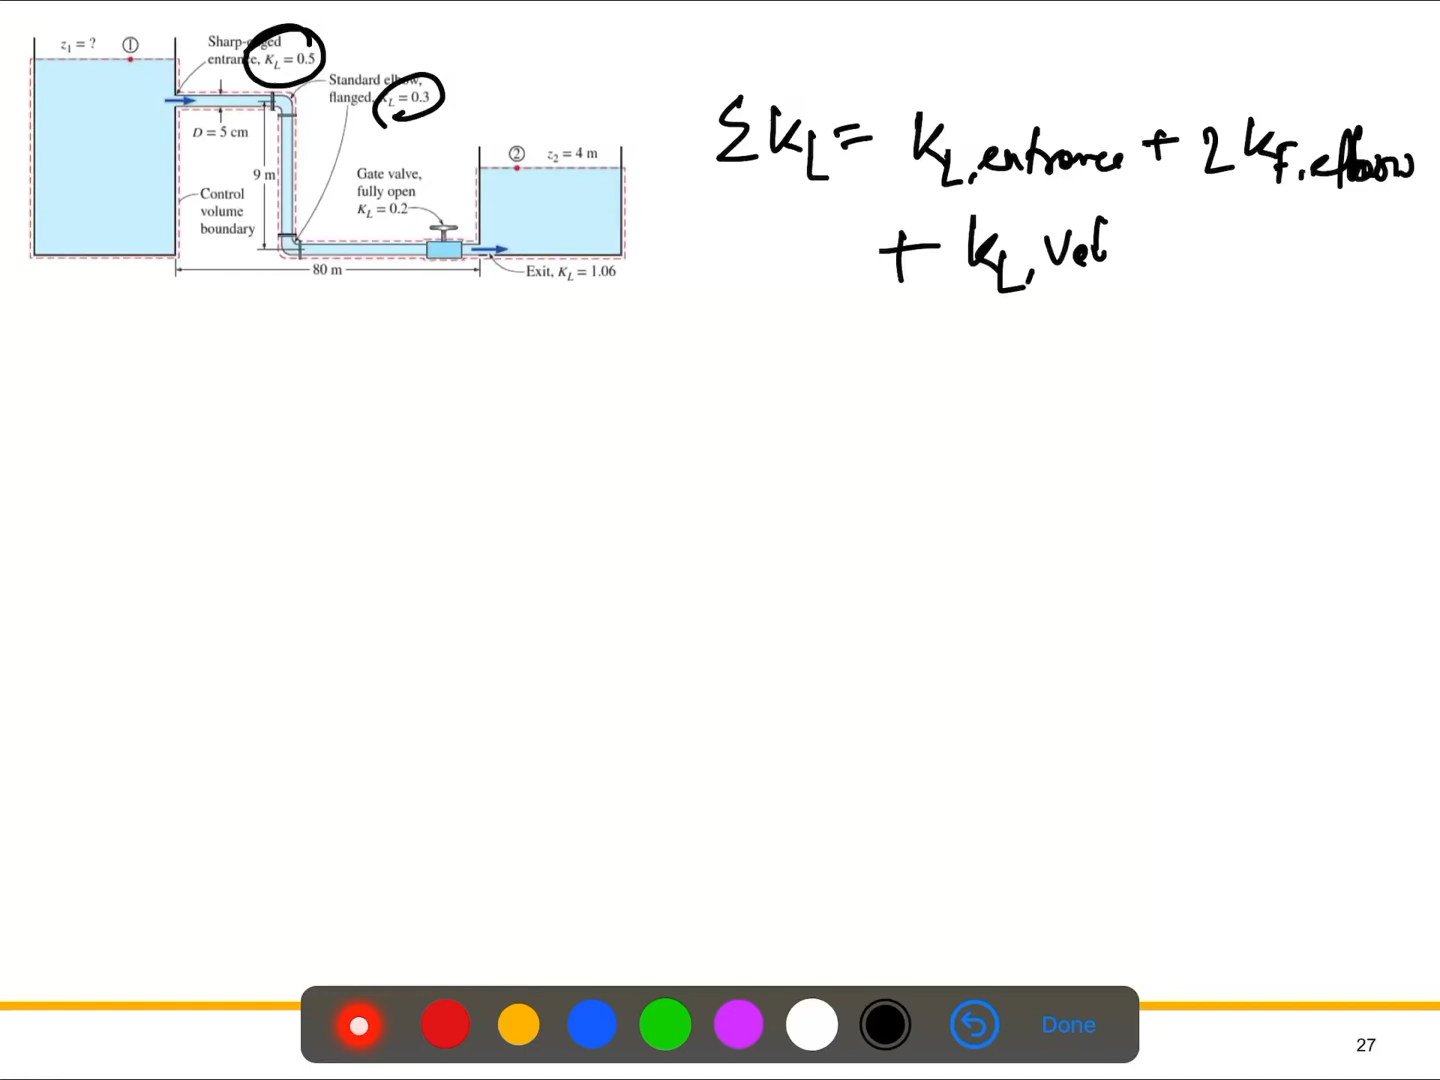 z₁ = ? ①
Sharp-edged
entrance, K_L = 0.5
Standard elbow,
flanged, K_L = 0.3
D = 5 cm
9 m
Control
volume
boundary
Gate valve,
fully open
K_L = 0.2
② z₂ = 4 m
80 m
Exit, K_L = 1.06
ΣK_L = K_L,entrance + 2 K_f,elbow
+ K_L,
Done
27